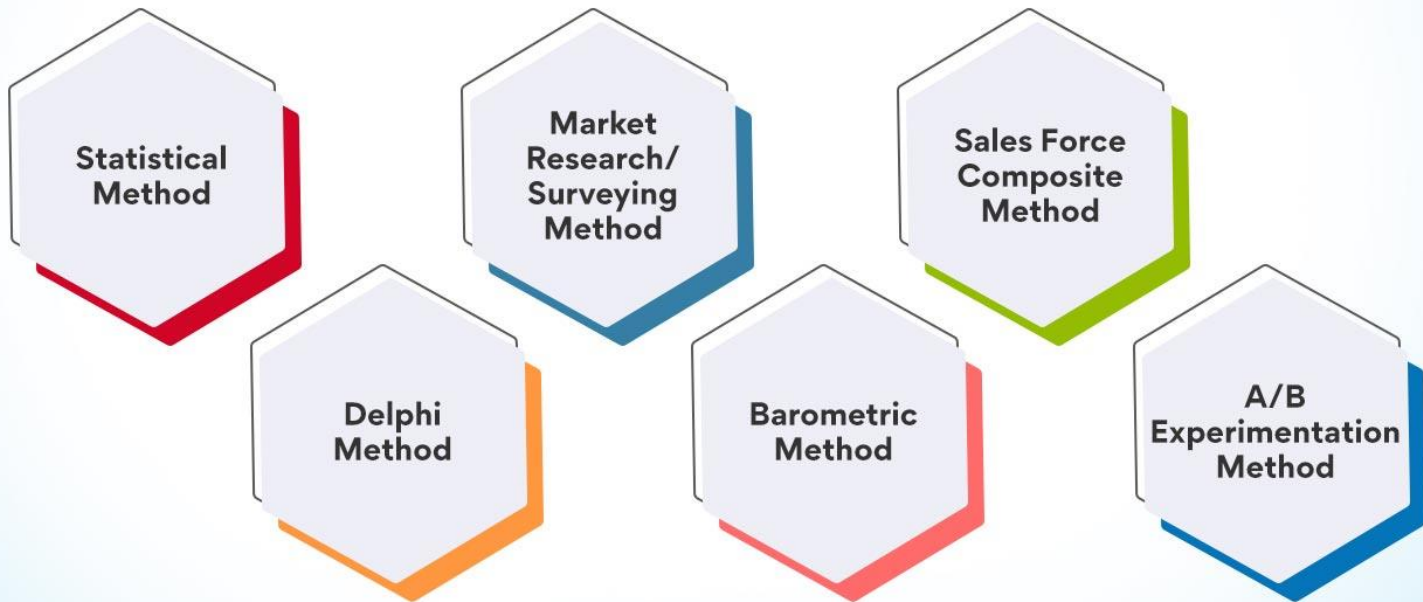 Statistical
Method
Market
Research/
Surveying
Method
Sales Force
Composite
Method
Delphi
Method
Barometric
Method
A/B
Experimentation
Method